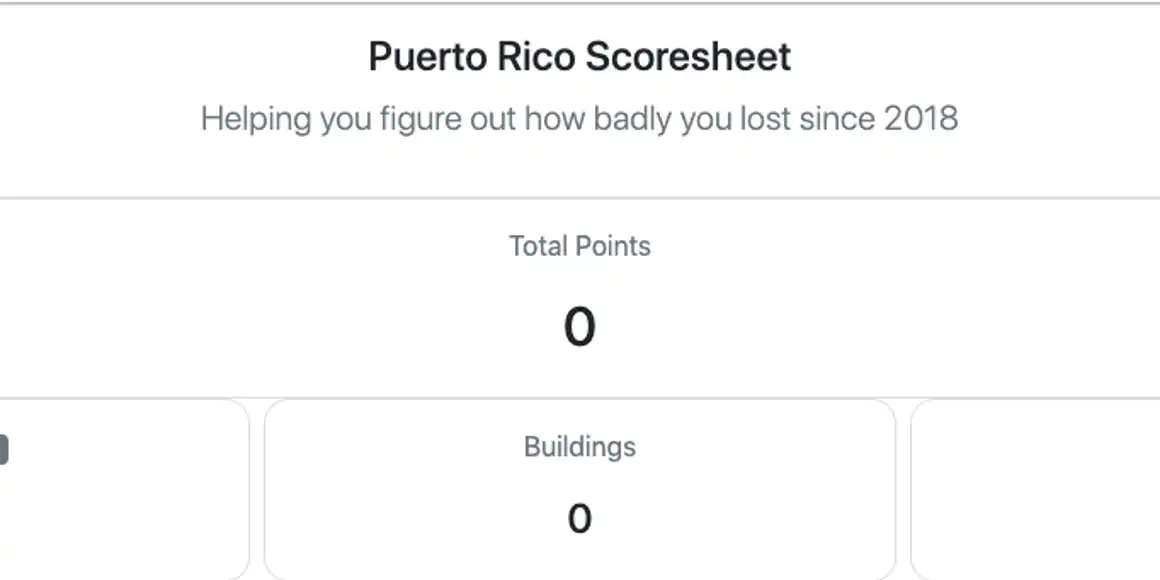 Puerto Rico Scoresheet
Helping you figure out how badly you lost since 2018
Total Points
0
Buildings
0